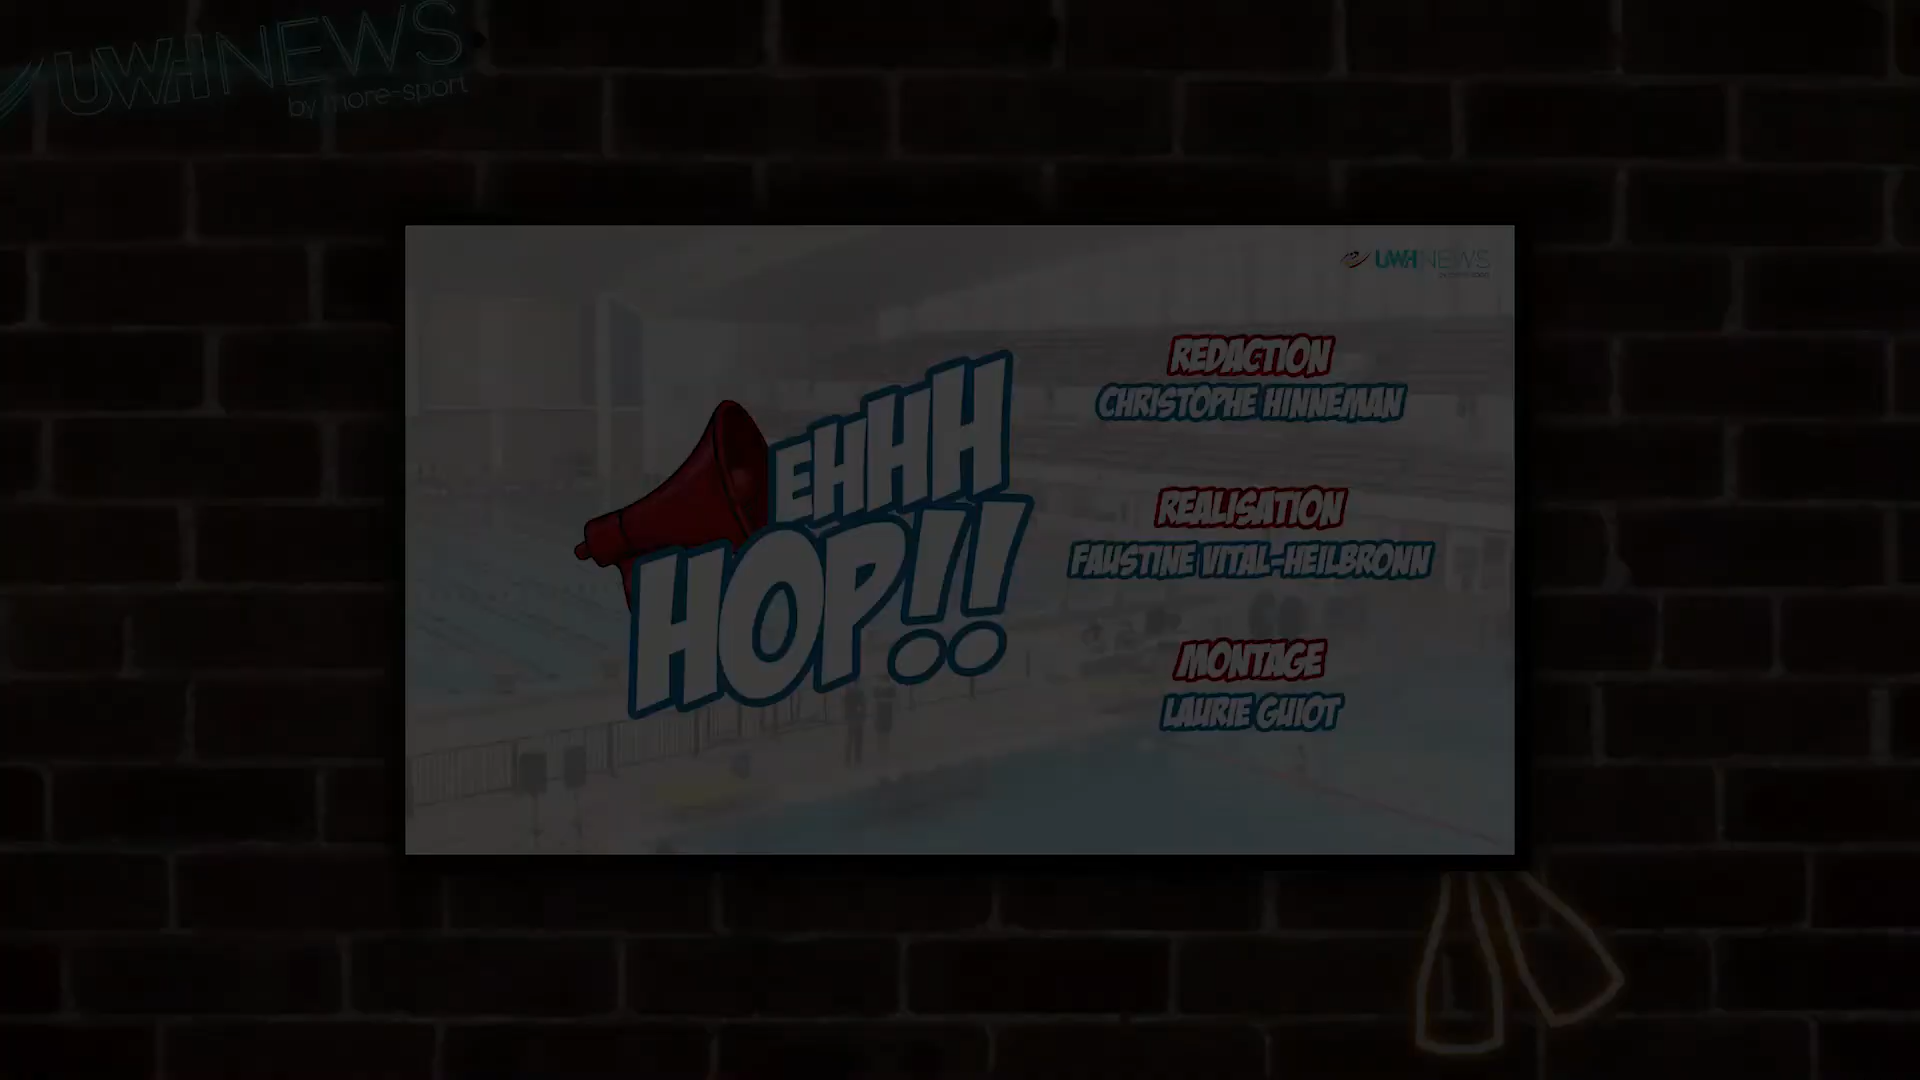 UWHNEWS
by more-sport
UWHNEWS
REDACTION
CHRISTOPHE HINNEMAN
EHHH
HOP!!
REALISATION
FAUSTINE VITAL-HEILBRONN
MONTAGE
LAURIE GUIOT